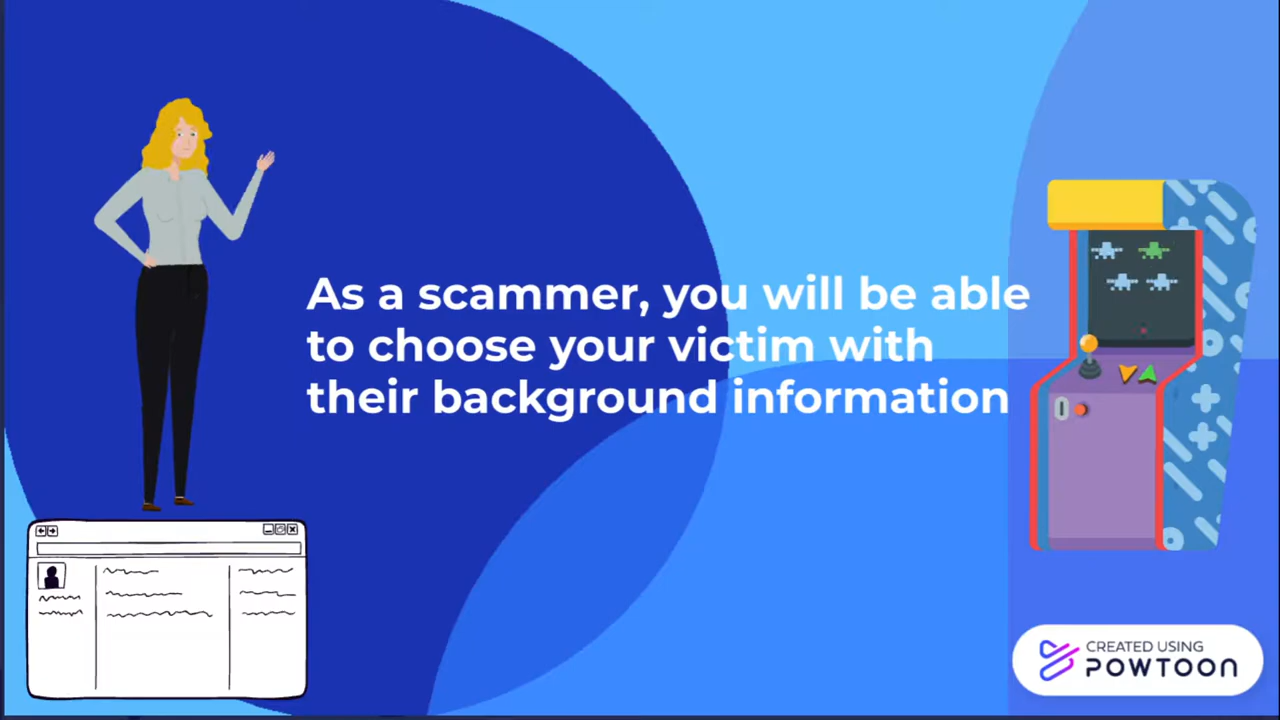 As a scammer, you will be able
to choose your victim with
their background information
CREATED USING
POWTOON